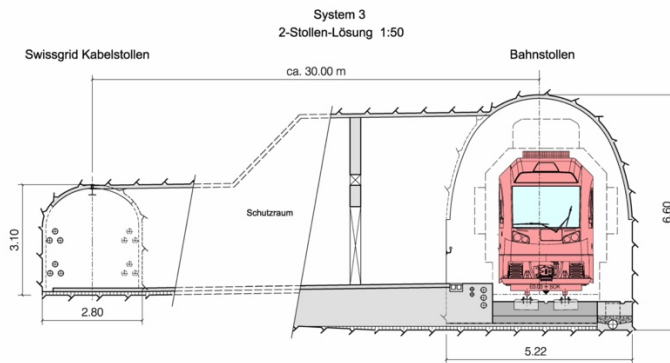 System 3
2-Stollen-Lösung 1:50
Swissgrid Kabelstollen
Bahnstollen
ca. 30.00 m
3.10
Schutzraum
6.60
2.80
5.22